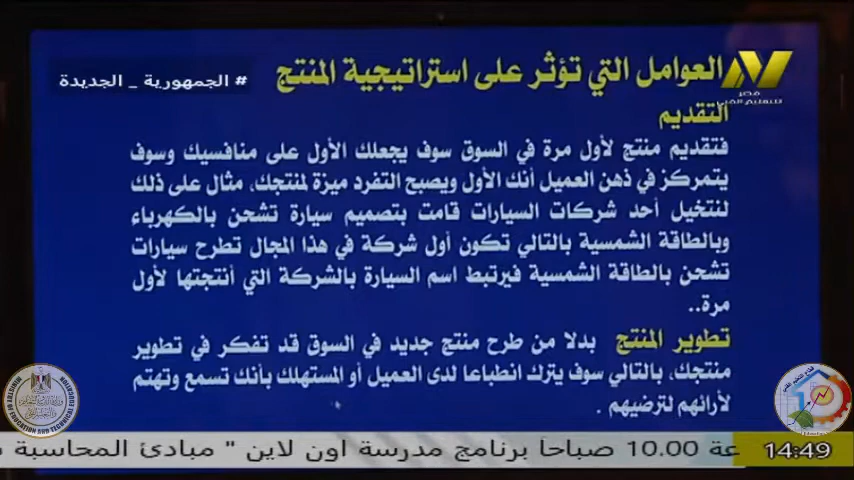 العوامل التي تؤثر على استراتيجية المنتج
# الجمهورية _ الجديدة
مصر
للتعليم الفني
التقديم
فتقديم منتج لأول مرة في السوق سوف يجعلك الأول على منافسيك وسوف
يتمركز في ذهن العميل أنك الأول ويصبح التفرد ميزة لمنتجك، مثال على ذلك
لنتخيل أحد شركات السيارات قامت بتصميم سيارة تشحن بالكهرباء
وبالطاقة الشمسية بالتالي تكون أول شركة في هذا المجال تطرح سيارات
تشحن بالطاقة الشمسية فيرتبط اسم السيارة بالشركة التي أنتجتها لأول
مرة..
تطوير المنتج بدلا من طرح منتج جديد في السوق قد تفكر في تطوير
منتجك، بالتالي سوف يترك انطباعا لدى العميل أو المستهلك بأنك تسمع وتهتم
لأرائهم لترضيهم .
عة 10.00 صباحا برنامج مدرسة اون لاين " مبادئ المحاسبة
14:49